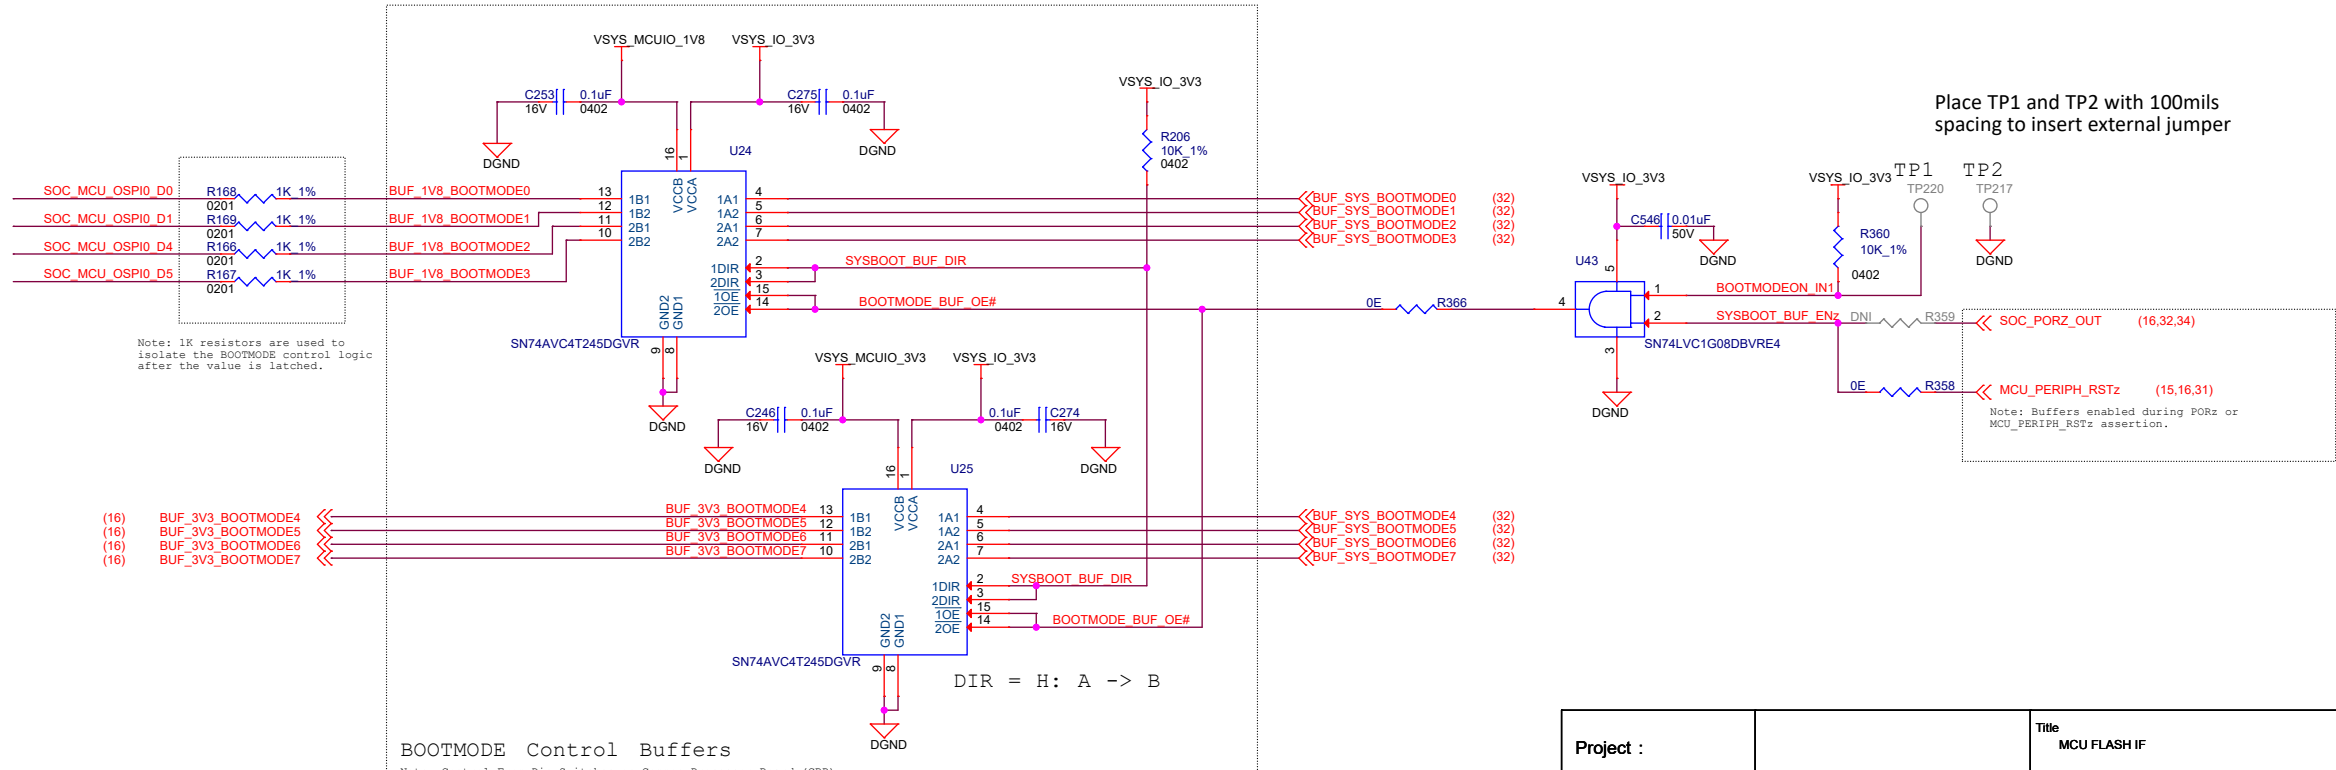 VSYS_MCUIO_1V8
VSYS_IO_3V3
C253
16V
0.1uF
0402
C275
16V
0.1uF
0402
DGND
DGND
VSYS_IO_3V3
R206
10K_1%
0402
Place TP1 and TP2 with 100mils
spacing to insert external jumper
TP1
TP2
TP220
TP217
U24
16
1
VCCB
VCCA
SOC_MCU_OSPI0_D0
R168
1K_1%
0201
BUF_1V8_BOOTMODE0
13
1B1
1A1
4
BUF_SYS_BOOTMODE0
(32)
SOC_MCU_OSPI0_D1
R169
1K_1%
0201
BUF_1V8_BOOTMODE1
12
1B2
1A2
5
BUF_SYS_BOOTMODE1
(32)
SOC_MCU_OSPI0_D4
R166
1K_1%
0201
BUF_1V8_BOOTMODE2
11
2B1
2A1
6
BUF_SYS_BOOTMODE2
(32)
SOC_MCU_OSPI0_D5
R167
1K_1%
0201
BUF_1V8_BOOTMODE3
10
2B2
2A2
7
BUF_SYS_BOOTMODE3
(32)
1DIR
2
SYSBOOT_BUF_DIR
2DIR
3
1OE
15
2OE
14
BOOTMODE_BUF_OE#
GND2
GND1
9
8
SN74AVC4T245DGVR
DGND
Note: 1K resistors are used to
isolate the BOOTMODE control logic
after the value is latched.
VSYS_IO_3V3
C546
0.01uF
50V
DGND
U43
5
VSYS_IO_3V3
R360
10K_1%
0402
DGND
0E
R366
4
1
BOOTMODEON_IN1
2
SYSBOOT_BUF_ENz
DNI
R359
SOC_PORZ_OUT
(16,32,34)
SN74LVC1G08DBVRE4
3
DGND
0E
R358
MCU_PERIPH_RSTz
(15,16,31)
Note: Buffers enabled during PORz or
MCU_PERIPH_RSTz assertion.
VSYS_MCUIO_3V3
VSYS_IO_3V3
C246
16V
0.1uF
0402
0.1uF
0402
C274
16V
DGND
DGND
U25
16
1
VCCB
VCCA
(16)
BUF_3V3_BOOTMODE4
BUF_3V3_BOOTMODE4
13
1B1
1A1
4
BUF_SYS_BOOTMODE4
(32)
(16)
BUF_3V3_BOOTMODE5
BUF_3V3_BOOTMODE5
12
1B2
1A2
5
BUF_SYS_BOOTMODE5
(32)
(16)
BUF_3V3_BOOTMODE6
BUF_3V3_BOOTMODE6
11
2B1
2A1
6
BUF_SYS_BOOTMODE6
(32)
(16)
BUF_3V3_BOOTMODE7
BUF_3V3_BOOTMODE7
10
2B2
2A2
7
BUF_SYS_BOOTMODE7
(32)
1DIR
2
SYSBOOT_BUF_DIR
2DIR
3
1OE
15
2OE
14
BOOTMODE_BUF_OE#
GND2
GND1
9
8
SN74AVC4T245DGVR
DIR = H: A -> B
DGND
BOOTMODE Control Buffers
Project :
Title
MCU FLASH IF